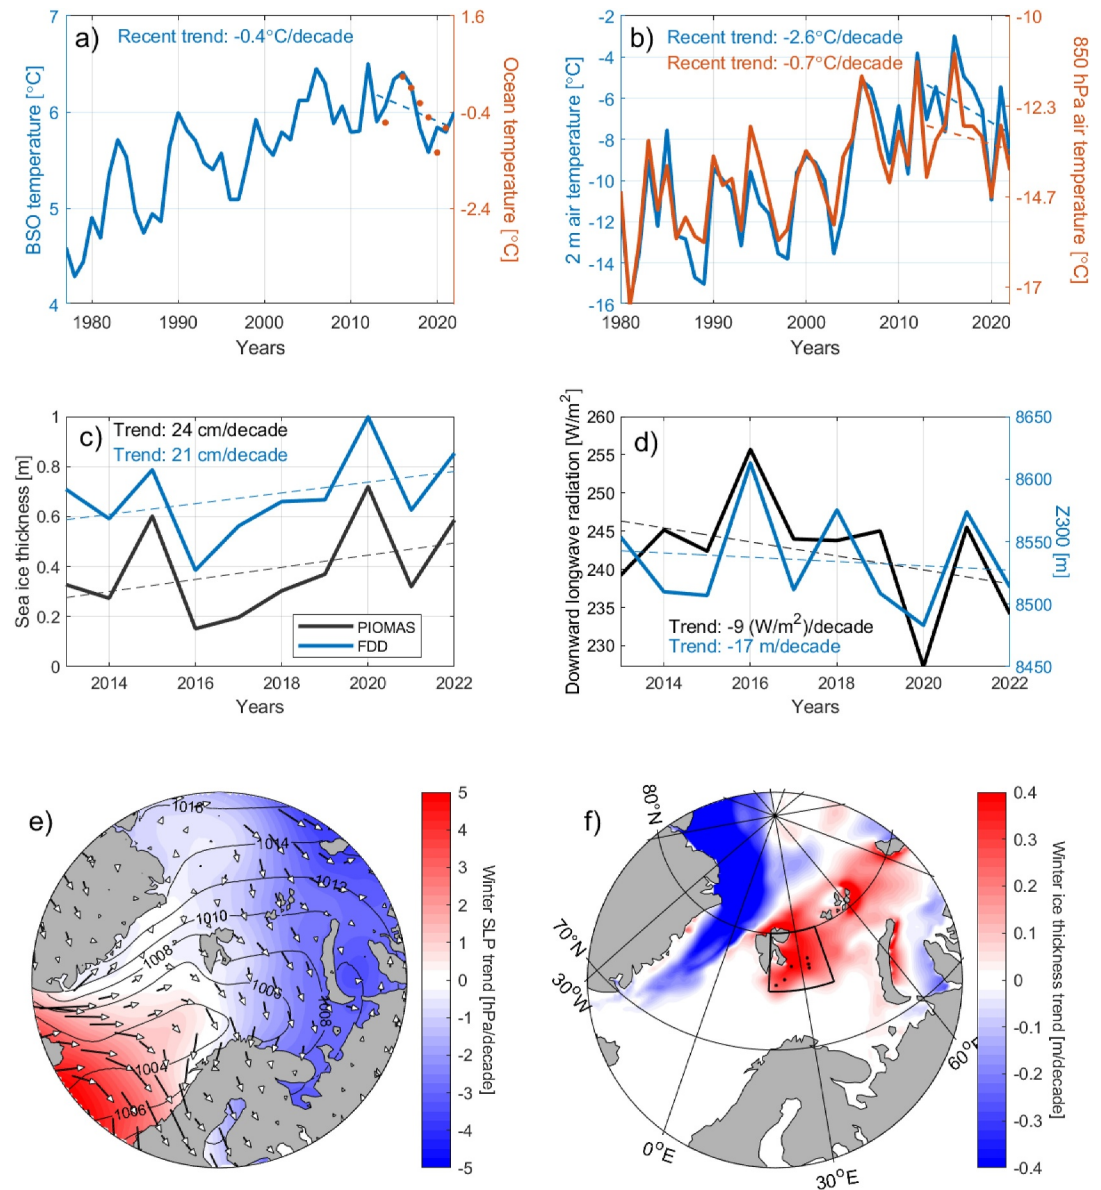 a)
Recent trend: -0.4°C/decade
7
6
5
4
BSO temperature [°C]
1.6
-0.4
-2.4
Ocean temperature [°C]
1980 1990 2000 2010 2020
Years
b)
Recent trend: -2.6°C/decade
Recent trend: -0.7°C/decade
-2
-4
-6
-8
-10
-12
-14
-16
2 m air temperature [°C]
-10
-12.3
-14.7
-17
850 hPa air temperature [°C]
1980 1990 2000 2010 2020
Years
c)
Trend: 24 cm/decade
Trend: 21 cm/decade
1
0.8
0.6
0.4
0.2
0
Sea ice thickness [m]
PIOMAS
FDD
2014 2016 2018 2020 2022
Years
d)
260
255
250
245
240
235
230
Downward longwave radiation [W/m²]
8650
8600
8550
8500
8450
Z300 [m]
Trend: -9 (W/m²)/decade
Trend: -17 m/decade
2014 2016 2018 2020 2022
Years
e)
1016
1014
1012
1010
1008
1008
1004
1006
5
4
3
2
1
0
-1
-2
-3
-4
-5
Winter SLP trend [hPa/decade]
f)
80°N
70°N
30°W
0°E
30°E
60°E
0.4
0.3
0.2
0.1
0
-0.1
-0.2
-0.3
-0.4
Winter ice thickness trend [m/decade]